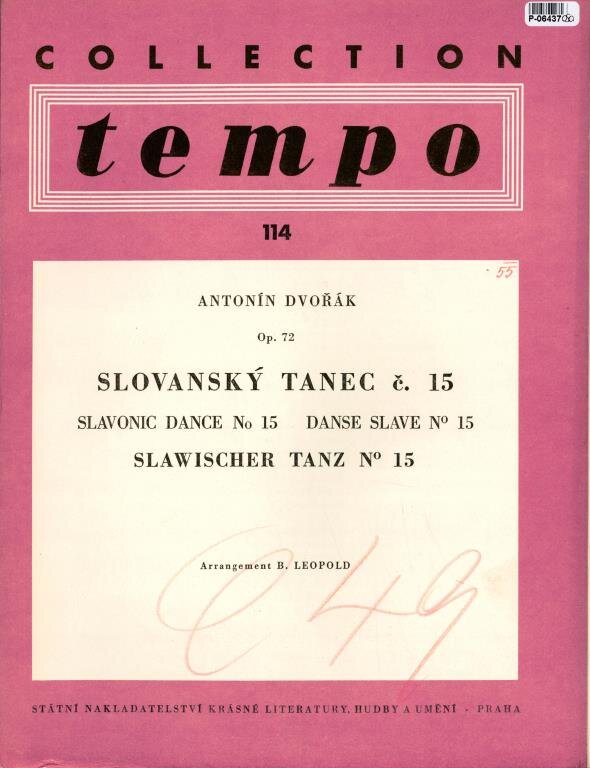 COLLECTION
tempo
114
55
ANTONÍN DVOŘÁK
Op. 72
SLOVANSKÝ TANEC č. 15
SLAVONIC DANCE No 15 DANSE SLAVE Nº 15
SLAWISCHER TANZ Nº 15
Arrangement B. LEOPOLD
49
STÁTNÍ NAKLADATELSTVÍ KRÁSNÉ LITERATURY, HUDBY A UMĚNÍ - PRAHA